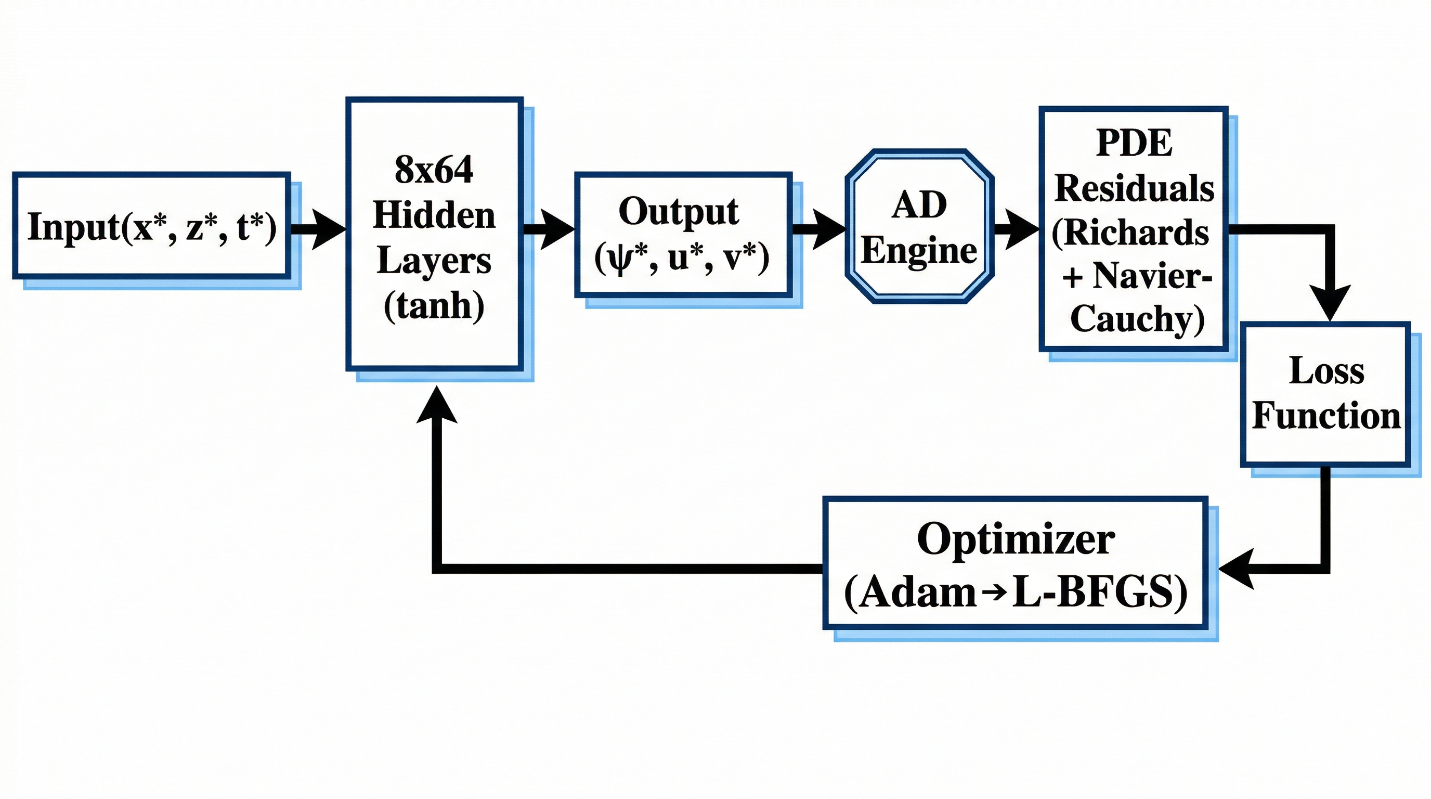 Input(x*, z*, t*)
8x64
Hidden
Layers
(tanh)
Output
(ψ*, u*, v*)
AD
Engine
PDE
Residuals
(Richards
+ Navier-
Cauchy)
Loss
Function
Optimizer
(Adam→L-BFGS)